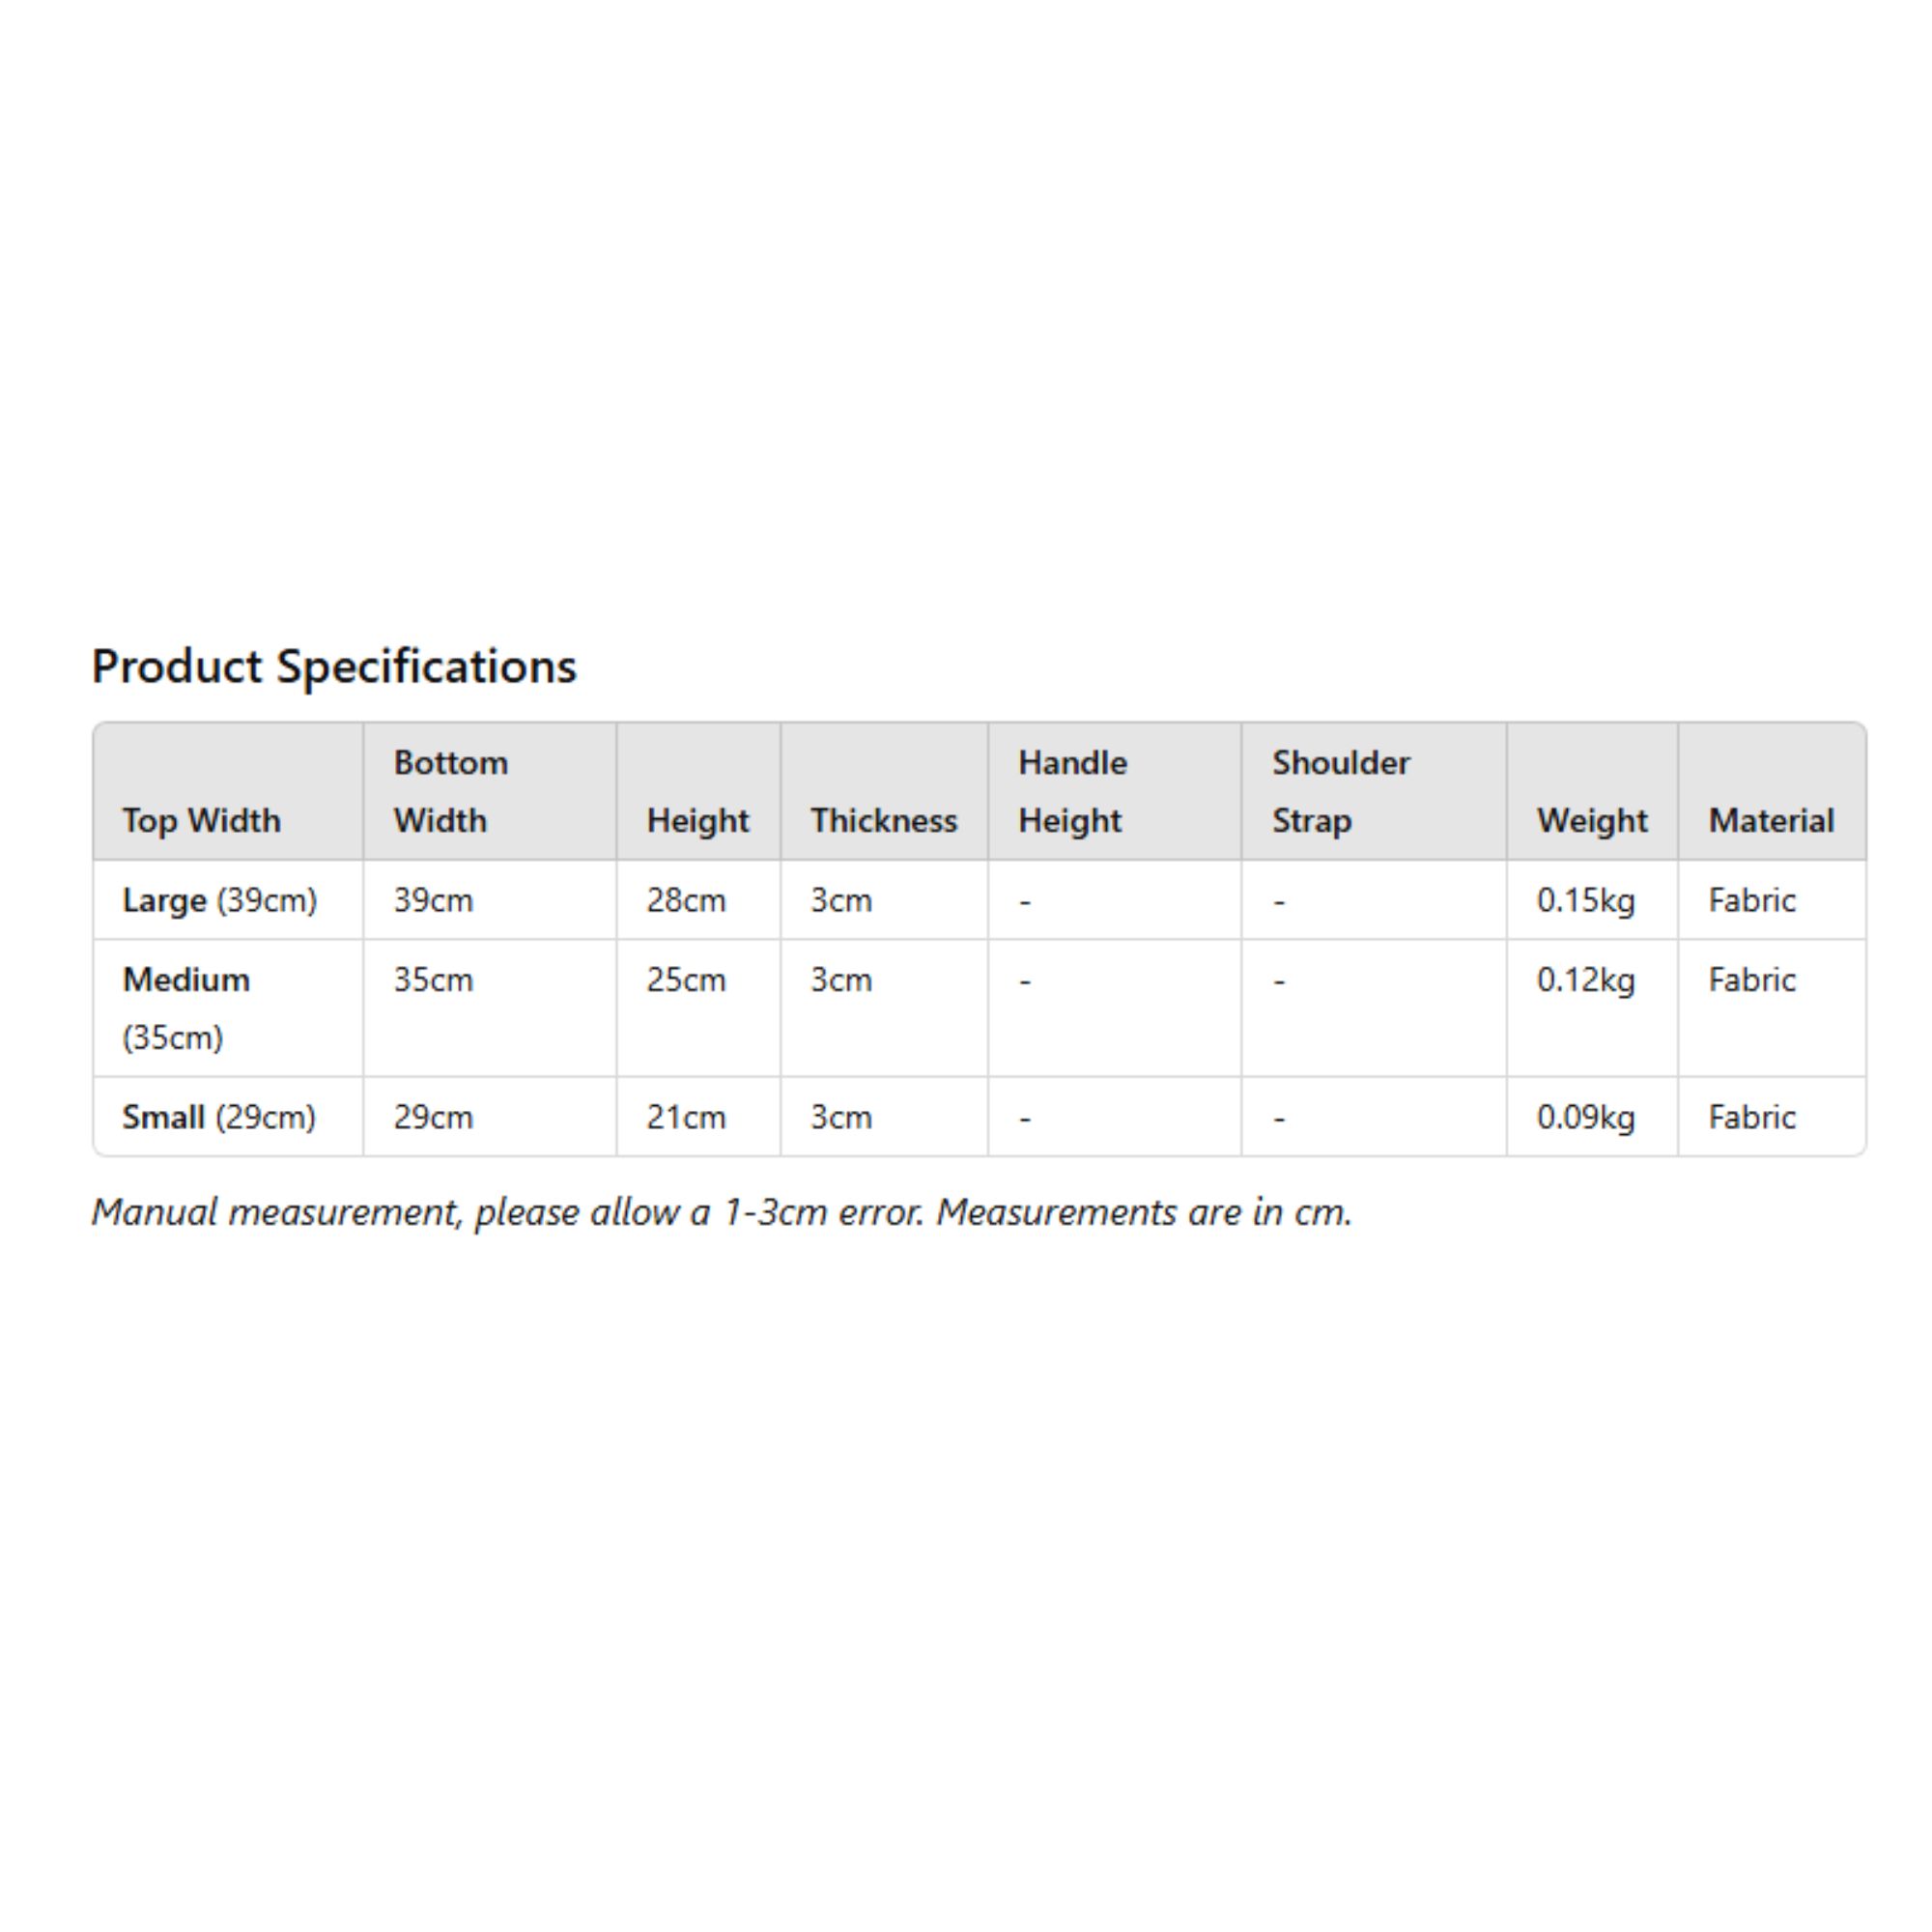 Product Specifications
Top Width Bottom Width Height Thickness Handle Height Shoulder Strap Weight Material
Large (39cm) 39cm 28cm 3cm - - 0.15kg Fabric
Medium (35cm) 35cm 25cm 3cm - - 0.12kg Fabric
Small (29cm) 29cm 21cm 3cm - - 0.09kg Fabric
Manual measurement, please allow a 1-3cm error. Measurements are in cm.